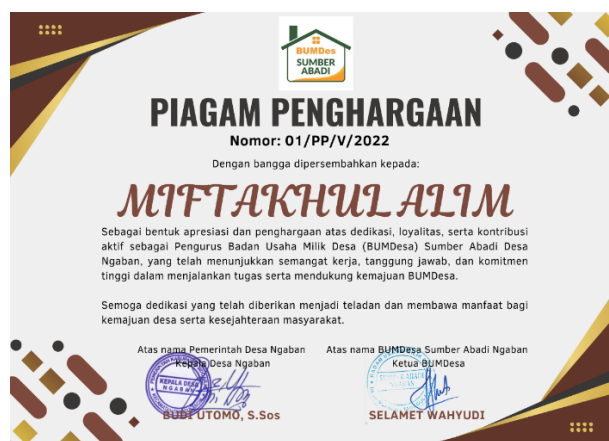 BUMDes
SUMBER
ABADI
PIAGAM PENGHARGAAN
Nomor: 01/PP/V/2022
Dengan bangga dipersembahkan kepada:
MIFTAKHUL ALIM
Sebagai bentuk apresiasi dan penghargaan atas dedikasi, loyalitas, serta kontribusi
aktif sebagai Pengurus Badan Usaha Milik Desa (BUMDesa) Sumber Abadi Desa
Ngaban, yang telah menunjukkan semangat kerja, tanggung jawab, dan komitmen
tinggi dalam menjalankan tugas serta mendukung kemajuan BUMDesa.
Semoga dedikasi yang telah diberikan menjadi teladan dan membawa manfaat bagi
kemajuan desa serta kesejahteraan masyarakat.
Atas nama Pemerintah Desa Ngaban
Kepala Desa Ngaban
KEPALA DESA
NGABAN
BUDI UTOMO, S.Sos
Atas nama BUMDesa Sumber Abadi Ngaban
Ketua BUMDesa
SELAMET WAHYUDI